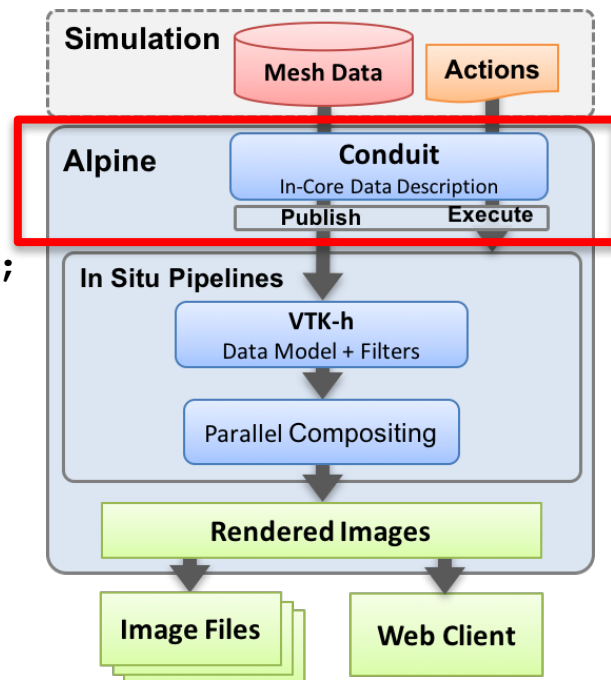 Simulation
Mesh Data
Actions
Alpine
Conduit
In-Core Data Description
Publish
Execute
;
In Situ Pipelines
VTK-h
Data Model + Filters
Parallel Compositing
Rendered Images
Image Files
Web Client